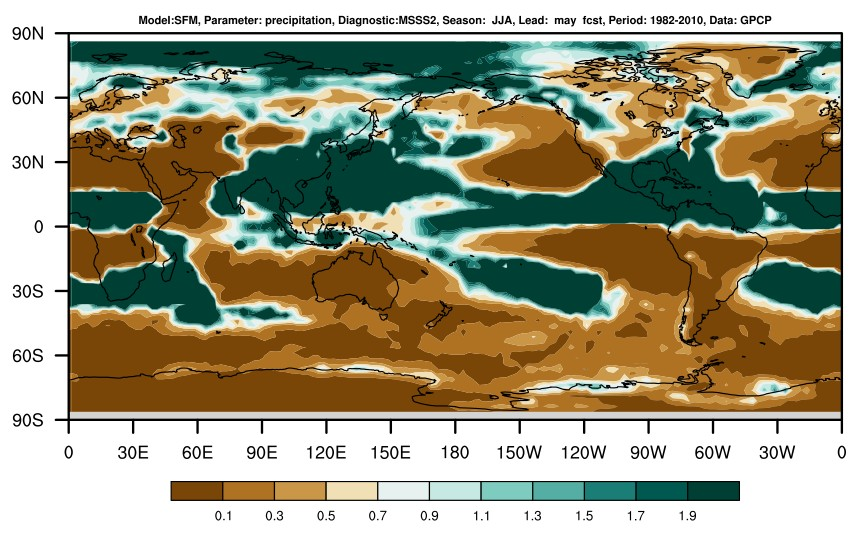 Model:SFM, Parameter: precipitation, Diagnostic:MSSS2, Season:  JJA, Lead:  may  fcst, Period: 1982-2010, Data: GPCP
90N
60N
30N
0
30S
60S
90S
0 30E 60E 90E 120E 150E 180 150W 120W 90W 60W 30W 0
0.1 0.3 0.5 0.7 0.9 1.1 1.3 1.5 1.7 1.9